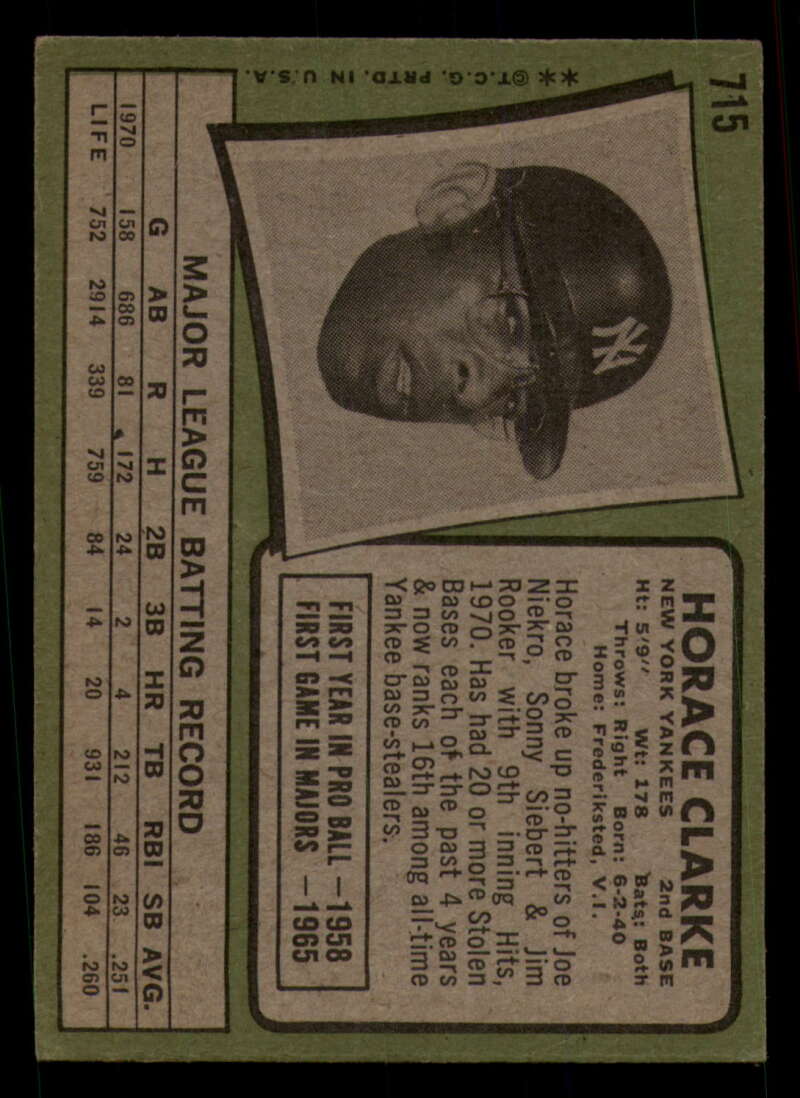 715
**©T.C.G. PRTD. IN U.S.A.
NY
HORACE CLARKE
NEW YORK YANKEES 2nd BASE
Ht: 5'9" Wt: 178 Bats: Both
Throws: Right Born: 6-2-40
Home: Frederiksted, V.I.
Horace broke up no-hitters of Joe
Niekro, Sonny Siebert & Jim
Rooker with 9th inning Hits,
1970. Has had 20 or more Stolen
Bases each of the past 4 years
& now ranks 16th among all-time
Yankee base-stealers.
FIRST YEAR IN PRO BALL —1958
FIRST GAME IN MAJORS —1965
MAJOR LEAGUE BATTING RECORD
G AB R H 2B 3B HR TB RBI SB AVG.
1970 158 686 81 172 24 2 4 212 46 23 .251
LIFE 752 2914 339 759 84 14 20 931 186 104 .260